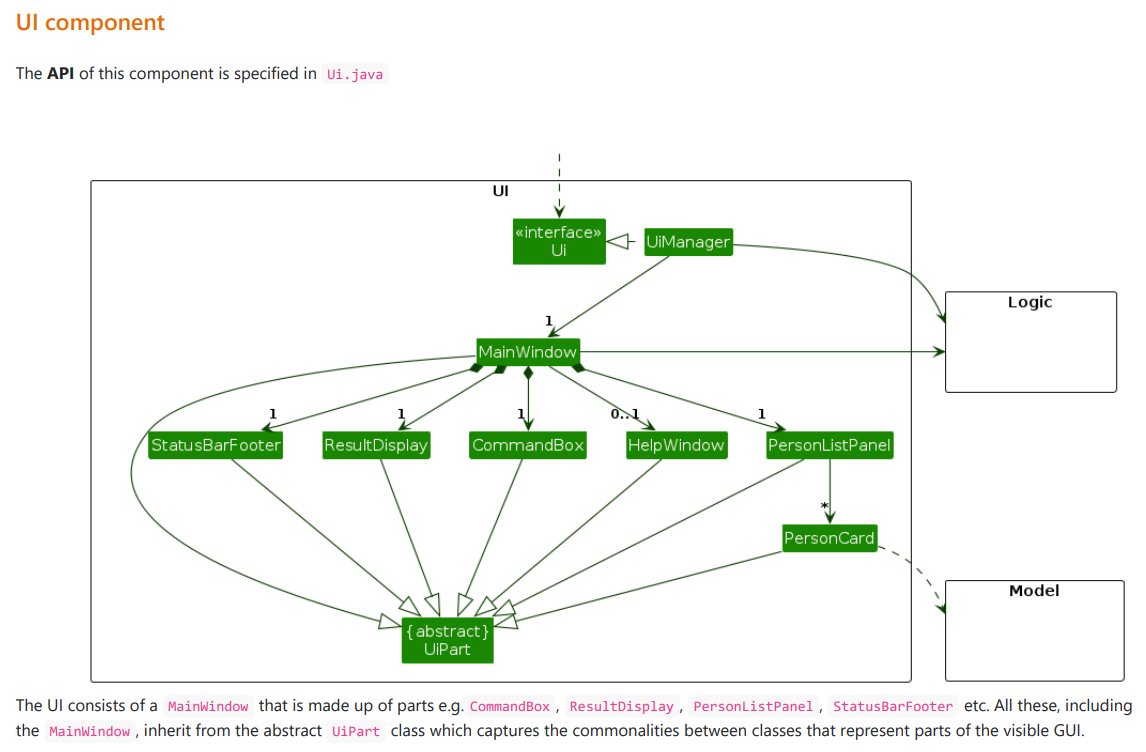 UI component
The API of this component is specified in Ui.java
UI
«interface»
Ui
UiManager
Logic
1
MainWindow
1
1
1
0..1
1
StatusBarFooter
ResultDisplay
CommandBox
HelpWindow
PersonListPanel
*
PersonCard
Model
{abstract}
UiPart
The UI consists of a MainWindow that is made up of parts e.g. CommandBox , ResultDisplay , PersonListPanel , StatusBarFooter etc. All these, including
the MainWindow , inherit from the abstract UiPart class which captures the commonalities between classes that represent parts of the visible GUI.